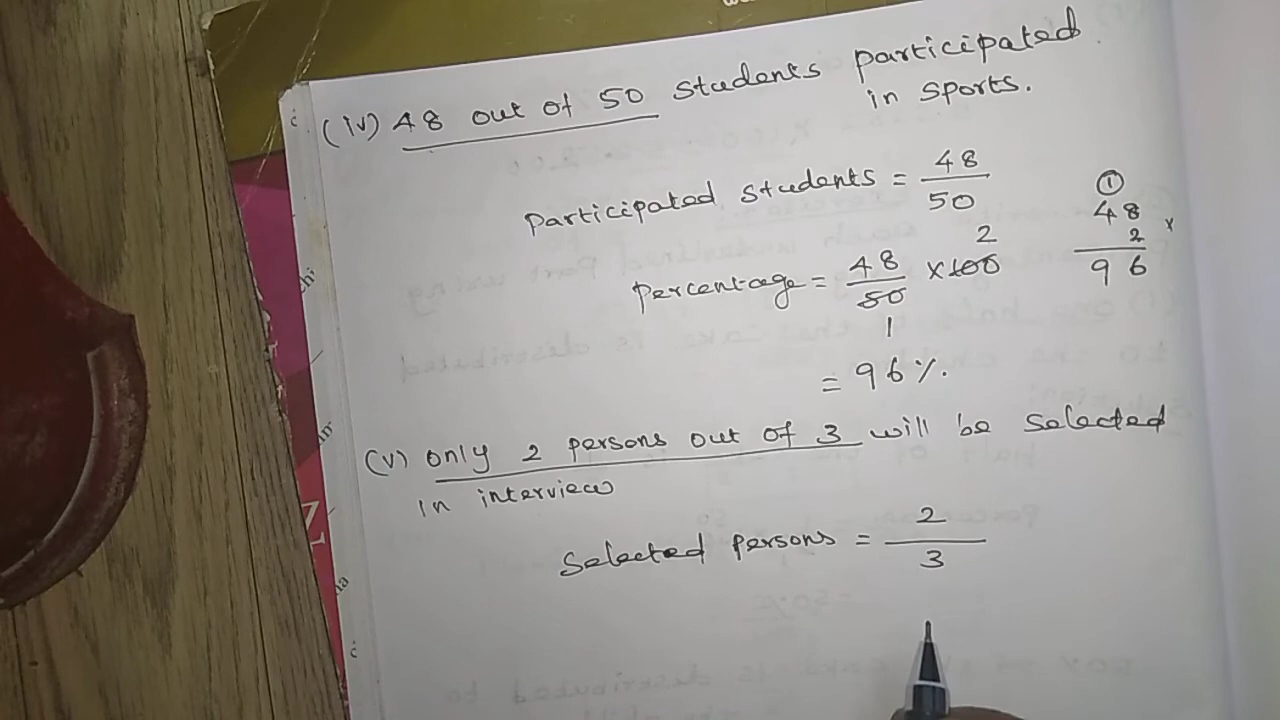 (iv) 48 out of 50 students participated
in sports.
Participated students = 48/50
Percentage = 48/50 × 100
2
1
= 96%.
①
48
2 ×
96
(v) only 2 persons out of 3 will be selected
in interview
Selected persons = 2/3